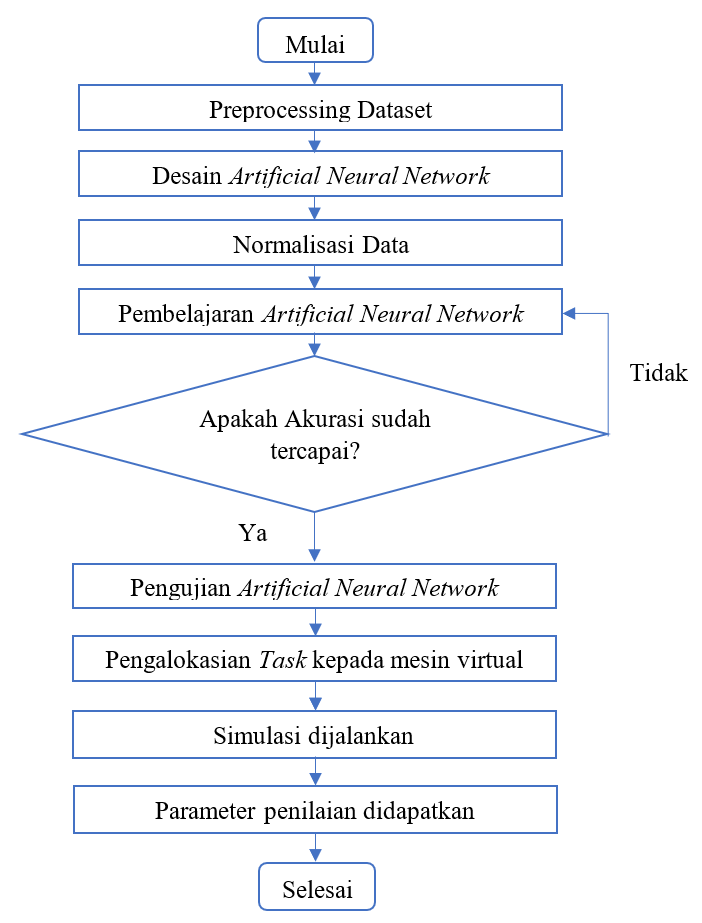 Mulai
Preprocessing Dataset
Desain Artificial Neural Network
Normalisasi Data
Pembelajaran Artificial Neural Network
Tidak
Apakah Akurasi sudah
tercapai?
Ya
Pengujian Artificial Neural Network
Pengalokasian Task kepada mesin virtual
Simulasi dijalankan
Parameter penilaian didapatkan
Selesai